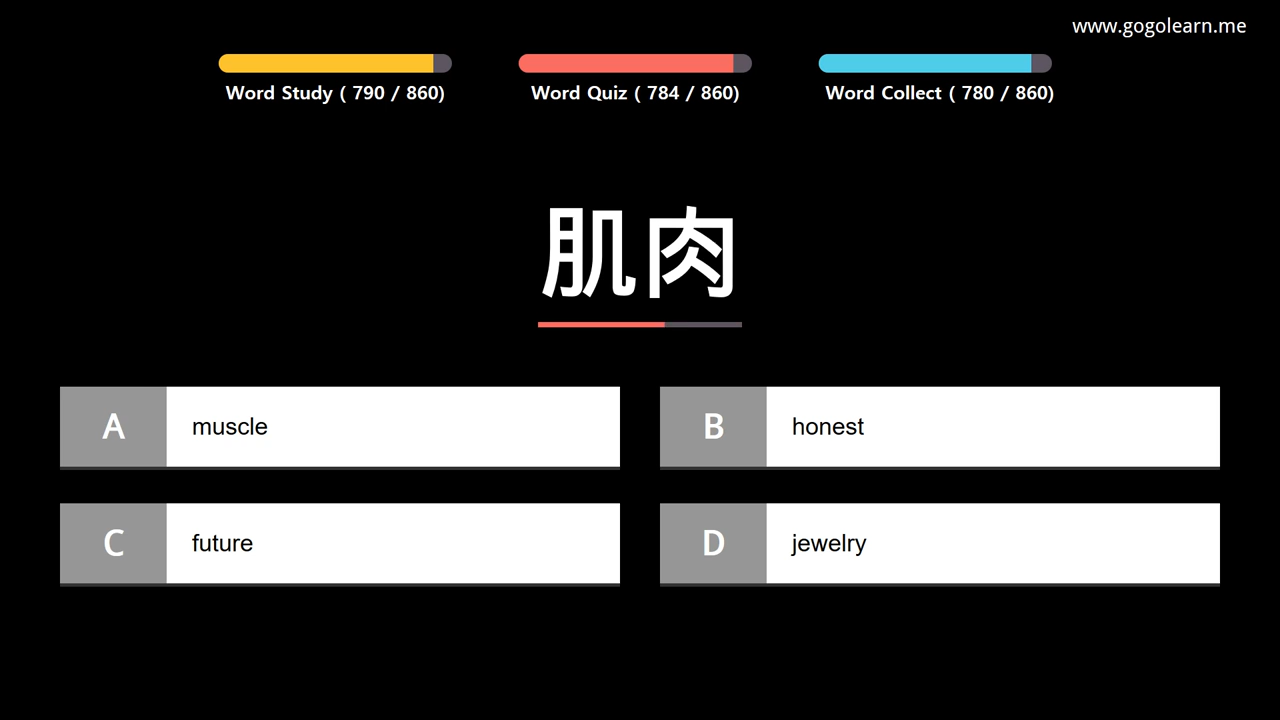 www.gogolearn.me
Word Study ( 790 / 860)
Word Quiz ( 784 / 860)
Word Collect ( 780 / 860)
肌肉
A muscle
B honest
C future
D jewelry